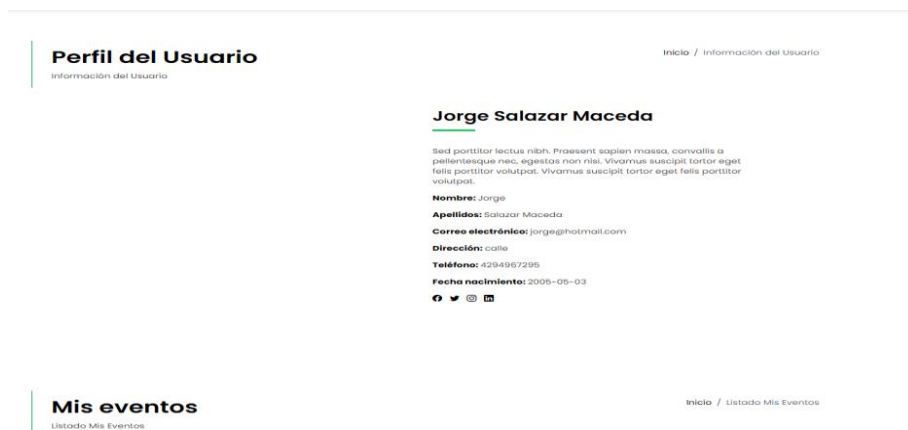 Perfil del Usuario
Información del Usuario
Inicio / Información del Usuario
Jorge Salazar Maceda
Sed porttitor lectus nibh. Praesent sapien massa, convallis a
pellentesque nec, egestas non nisi. Vivamus suscipit tortor eget
felis porttitor volutpat. Vivamus suscipit tortor eget felis porttitor
volutpat.
Nombre: Jorge
Apellidos: Salazar Maceda
Correo electrónico: jorge@hotmail.com
Dirección: calle
Teléfono: 4294967295
Fecha nacimiento: 2005-05-03
Mis eventos
Listado Mis Eventos
Inicio / Listado Mis Eventos